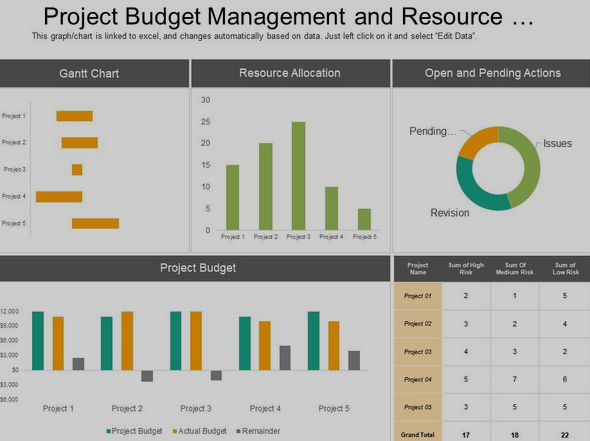 Project Budget Management and Resource …
This graph/chart is linked to excel, and changes automatically based on data. Just left click on it and select “Edit Data”.
Gantt Chart
Project 1
Project 2
Projec 3
Project 4
Project 5
Resource Allocation
30
25
20
15
10
5
0
Project 1 Project 2 Project 3 Project 4 Project 5
Open and Pending Actions
Pending...
Issues
Revision
Project Budget
$9,000
$6,000
$3,000
$0
$3,000
$6,000
Project 1 Project 2 Project 3 Project 4 Project 5
Project Budget Actual Budget Remainder
Project Name Sum of High Risk Sum Of Medium Risk Sum of Low Risk
Project 01 2 1 5
Project 02 3 2 4
Project 03 4 3 2
Project 04 5 7 6
Project 05 3 5 5
Grand Total 17 18 22